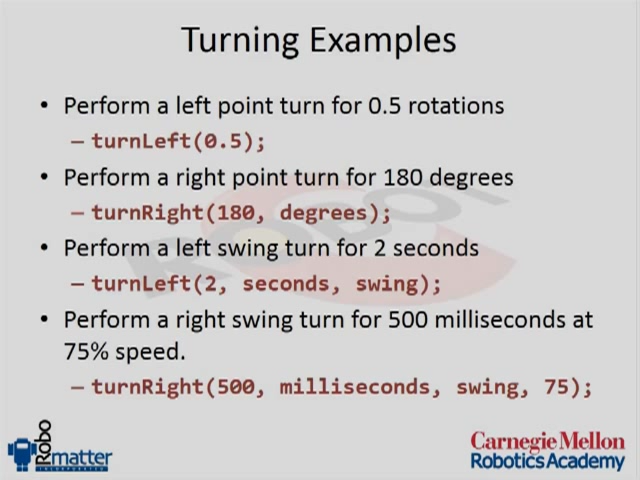 Turning Examples
• Perform a left point turn for 0.5 rotations
– turnLeft(0.5);
• Perform a right point turn for 180 degrees
– turnRight(180, degrees);
• Perform a left swing turn for 2 seconds
– turnLeft(2, seconds, swing);
• Perform a right swing turn for 500 milliseconds at
75% speed.
– turnRight(500, milliseconds, swing, 75);
Robo
matter
INCORPORATED
Carnegie Mellon
Robotics Academy